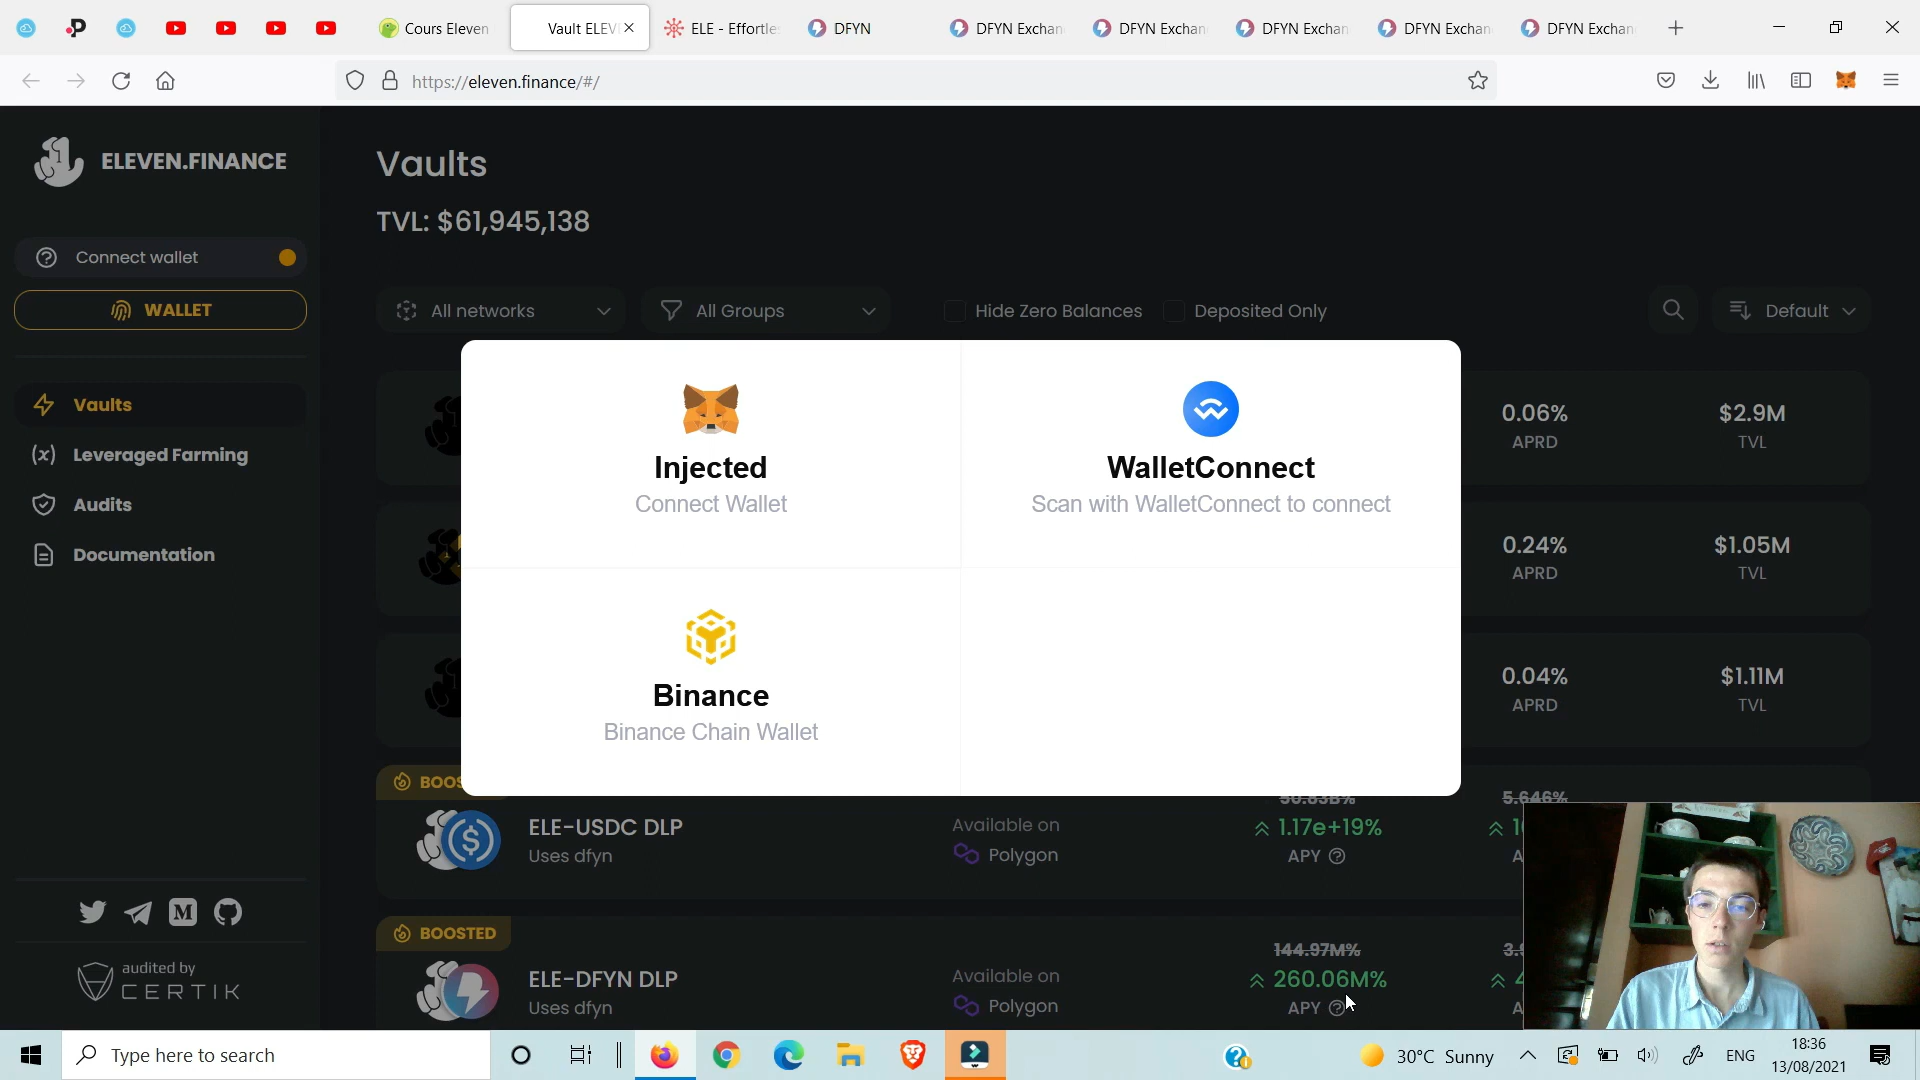 Cours Eleven
Vault ELEV
ELE - Effortle
DFYN
DFYN Exchan
DFYN Exchan
DFYN Exchan
DFYN Exchan
DFYN Exchan
https://eleven.finance/#/
ELEVEN.FINANCE
Connect wallet
WALLET
Vaults
Leveraged Farming
Audits
Documentation
audited by
CERTIK
Vaults
TVL: $61,945,138
All networks
All Groups
Hide Zero Balances
Deposited Only
Default
Injected
Connect Wallet
WalletConnect
Scan with WalletConnect to connect
Binance
Binance Chain Wallet
0.06%
APRD
$2.9M
TVL
0.24%
APRD
$1.05M
TVL
0.04%
APRD
$1.11M
TVL
BOOS
ELE-USDC DLP
Uses dfyn
Available on
Polygon
50.83B%
1.17e+19%
APY
5.646%
BOOSTED
ELE-DFYN DLP
Uses dfyn
Available on
Polygon
144.97M%
260.06M%
APY
Type here to search
30°C Sunny
ENG
18:36
13/08/2021